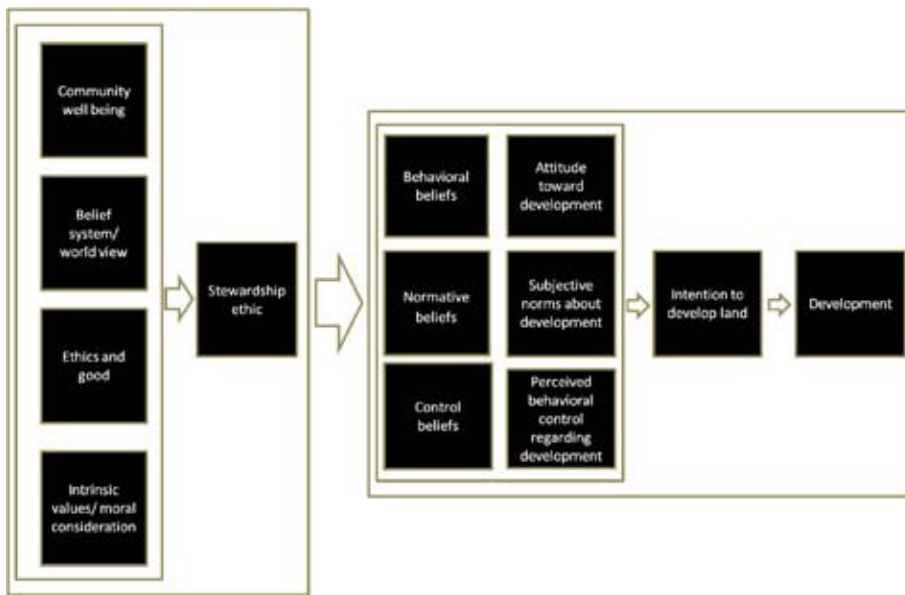 Community
well being
Belief
system/
world view
Ethics and
good
Intrinsic
values/ moral
consideration
Stewardship
ethic
Behavioral
beliefs
Attitude
toward
development
Normative
beliefs
Subjective
norms about
development
Control
beliefs
Perceived
behavioral
control
regarding
development
Intention to
develop land
Development